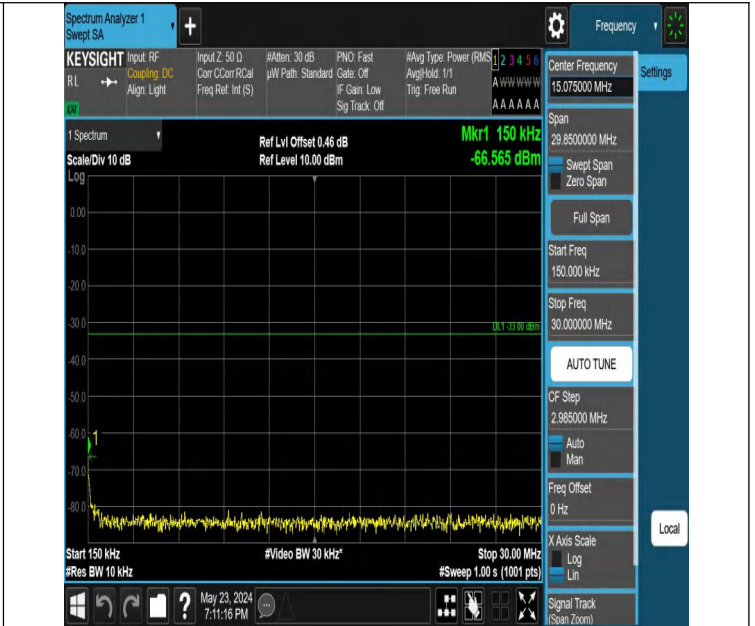 Spectrum Analyzer 1
Swept SA
+
Frequency
KEYSIGHT
RL
LXI
Input: RF
Coupling: DC
Align: Light
Input Z: 50 Ω
Corr CCorr RCal
Freq Ref: Int (S)
#Atten: 30 dB
µW Path: Standard
PNO: Fast
Gate: Off
IF Gain: Low
Sig Track: Off
#Avg Type: Power (RMS
Avg|Hold: 1/1
Trig: Free Run
1 2 3 4 5 6
A W W W W W
A A A A A A
1 Spectrum
Scale/Div 10 dB
Ref Lvl Offset 0.46 dB
Ref Level 10.00 dBm
Mkr1 150 kHz
-66.565 dBm
Log
0.00
-10.0
-20.0
-30.0
DL1 -33.00 dBm
-40.0
-50.0
-60.0
1
-70.0
-80.0
Start 150 kHz
#Video BW 30 kHz*
Stop 30.00 MHz
#Res BW 10 kHz
#Sweep 1.00 s (1001 pts)
Center Frequency
15.075000 MHz
Settings
Span
29.8500000 MHz
Swept Span
Zero Span
Full Span
Start Freq
150.000 kHz
Stop Freq
30.000000 MHz
AUTO TUNE
CF Step
2.985000 MHz
Auto
Man
Freq Offset
0 Hz
X Axis Scale
Log
Lin
Local
Signal Track
(Span Zoom)
?
May 23, 2024
7:11:16 PM